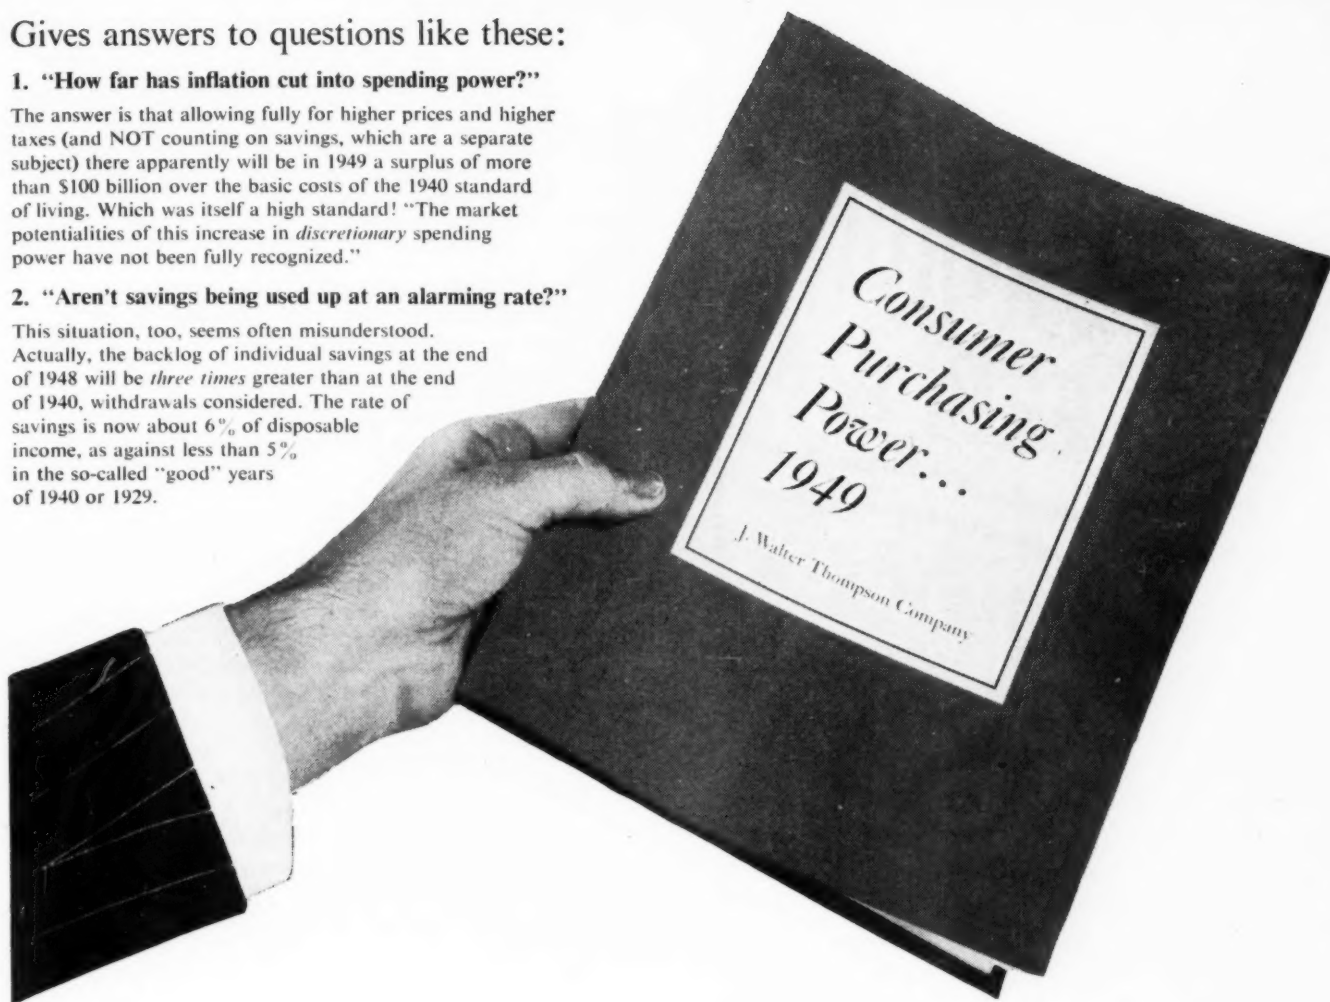 Gives answers to questions like these:
1. “How far has inflation cut into spending power?”
The answer is that allowing fully for higher prices and higher
taxes (and NOT counting on savings, which are a separate
subject) there apparently will be in 1949 a surplus of more
than $100 billion over the basic costs of the 1940 standard
of living. Which was itself a high standard! “The market
potentialities of this increase in discretionary spending
power have not been fully recognized.”
2. “Aren't savings being used up at an alarming rate?”
This situation, too, seems often misunderstood.
Actually, the backlog of individual savings at the end
of 1948 will be three times greater than at the end
of 1940, withdrawals considered. The rate of
savings is now about 6% of disposable
income, as against less than 5%
in the so-called “good” years
of 1940 or 1929.
Consumer
Purchasing
Power...
1949
J. Walter Thompson Company